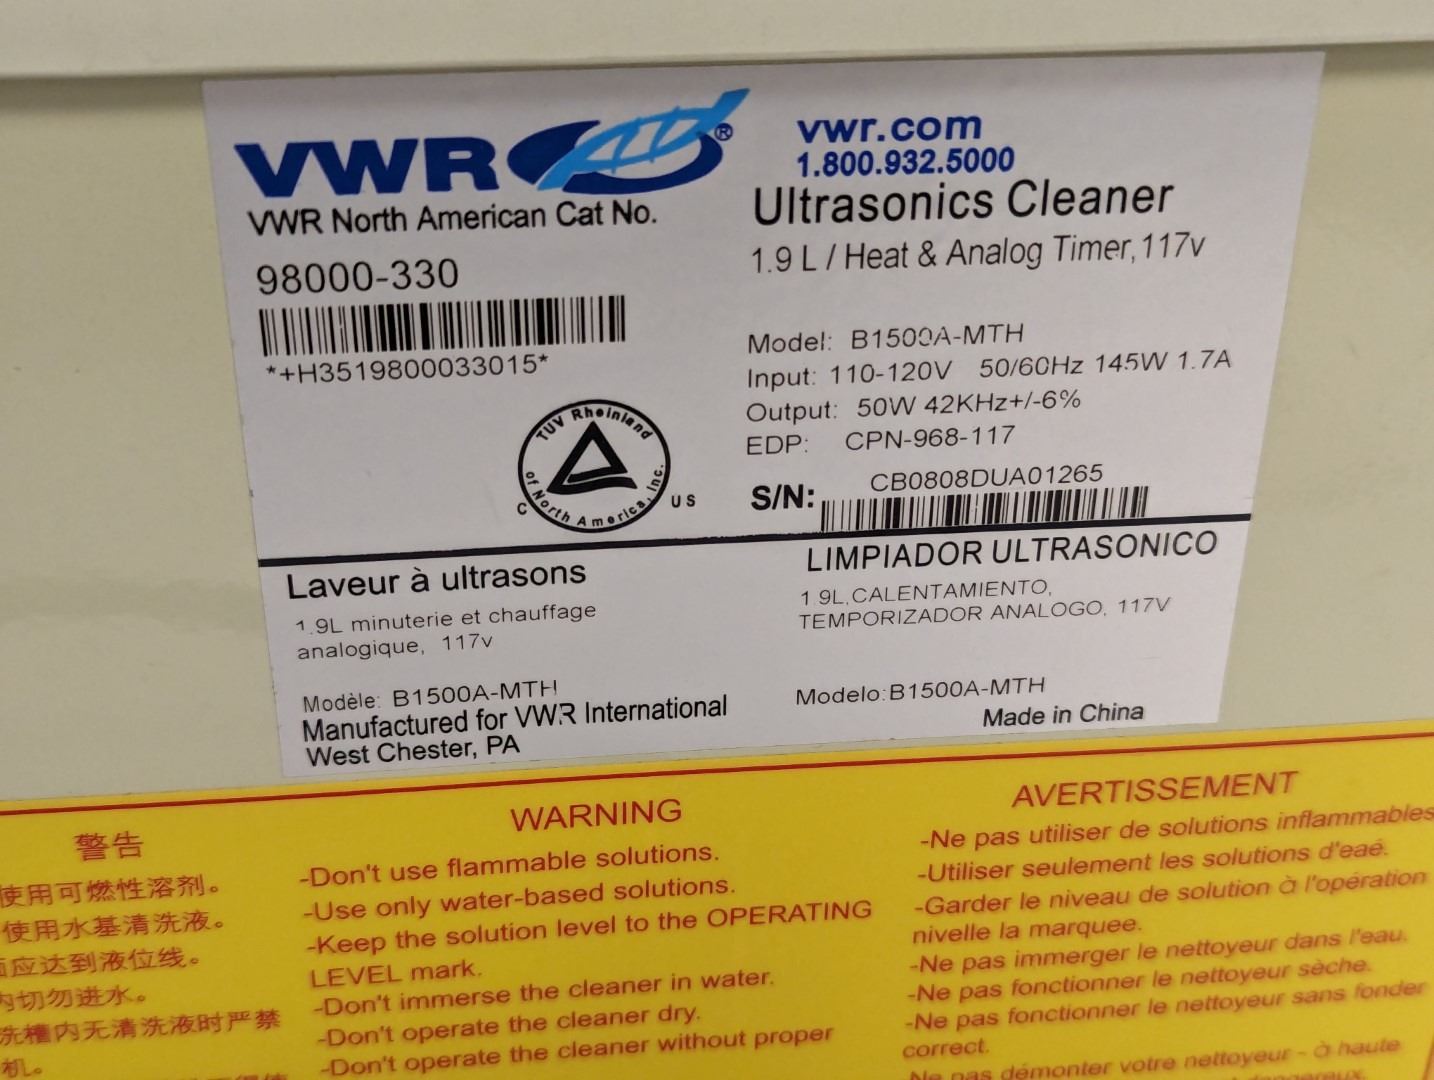 VWR®
VWR North American Cat No.
98000-330
*+H3519800033015*
TUV Rheinland
of North America, Inc.
C US
vwr.com
1.800.932.5000
Ultrasonics Cleaner
1.9 L / Heat & Analog Timer, 117v
Model: B1500A-MTH
Input: 110-120V 50/60Hz 145W 1.7A
Output: 50W 42KHz+/-6%
EDP: CPN-968-117
S/N: CB0808DUA01265
Laveur à ultrasons
1.9L minuterie et chauffage
analogique, 117v
Modèle: B1500A-MTH
Manufactured for VWR International
West Chester, PA
LIMPIADOR ULTRASONICO
1.9L,CALENTAMIENTO,
TEMPORIZADOR ANALOGO, 117V
Modelo:B1500A-MTH
Made in China
警告
使用可燃性溶剂。
使用水基清洗液。
应达到液位线。
内切勿进水。
洗槽内无清洗液时严禁
机。
WARNING
-Don't use flammable solutions.
-Use only water-based solutions.
-Keep the solution level to the OPERATING
LEVEL mark.
-Don't immerse the cleaner in water.
-Don't operate the cleaner dry.
-Don't operate the cleaner without proper
AVERTISSEMENT
-Ne pas utiliser de solutions inflammables
-Utiliser seulement les solutions d'eaé.
-Garder le niveau de solution à l'opération
nivelle la marquee.
-Ne pas immerger le nettoyeur dans l'eau.
-Ne pas fonctionner le nettoyeur sèche.
-Ne pas fonctionner le nettoyeur sans fonder
correct.
Ne pas démonter votre nettoyeur - à haute